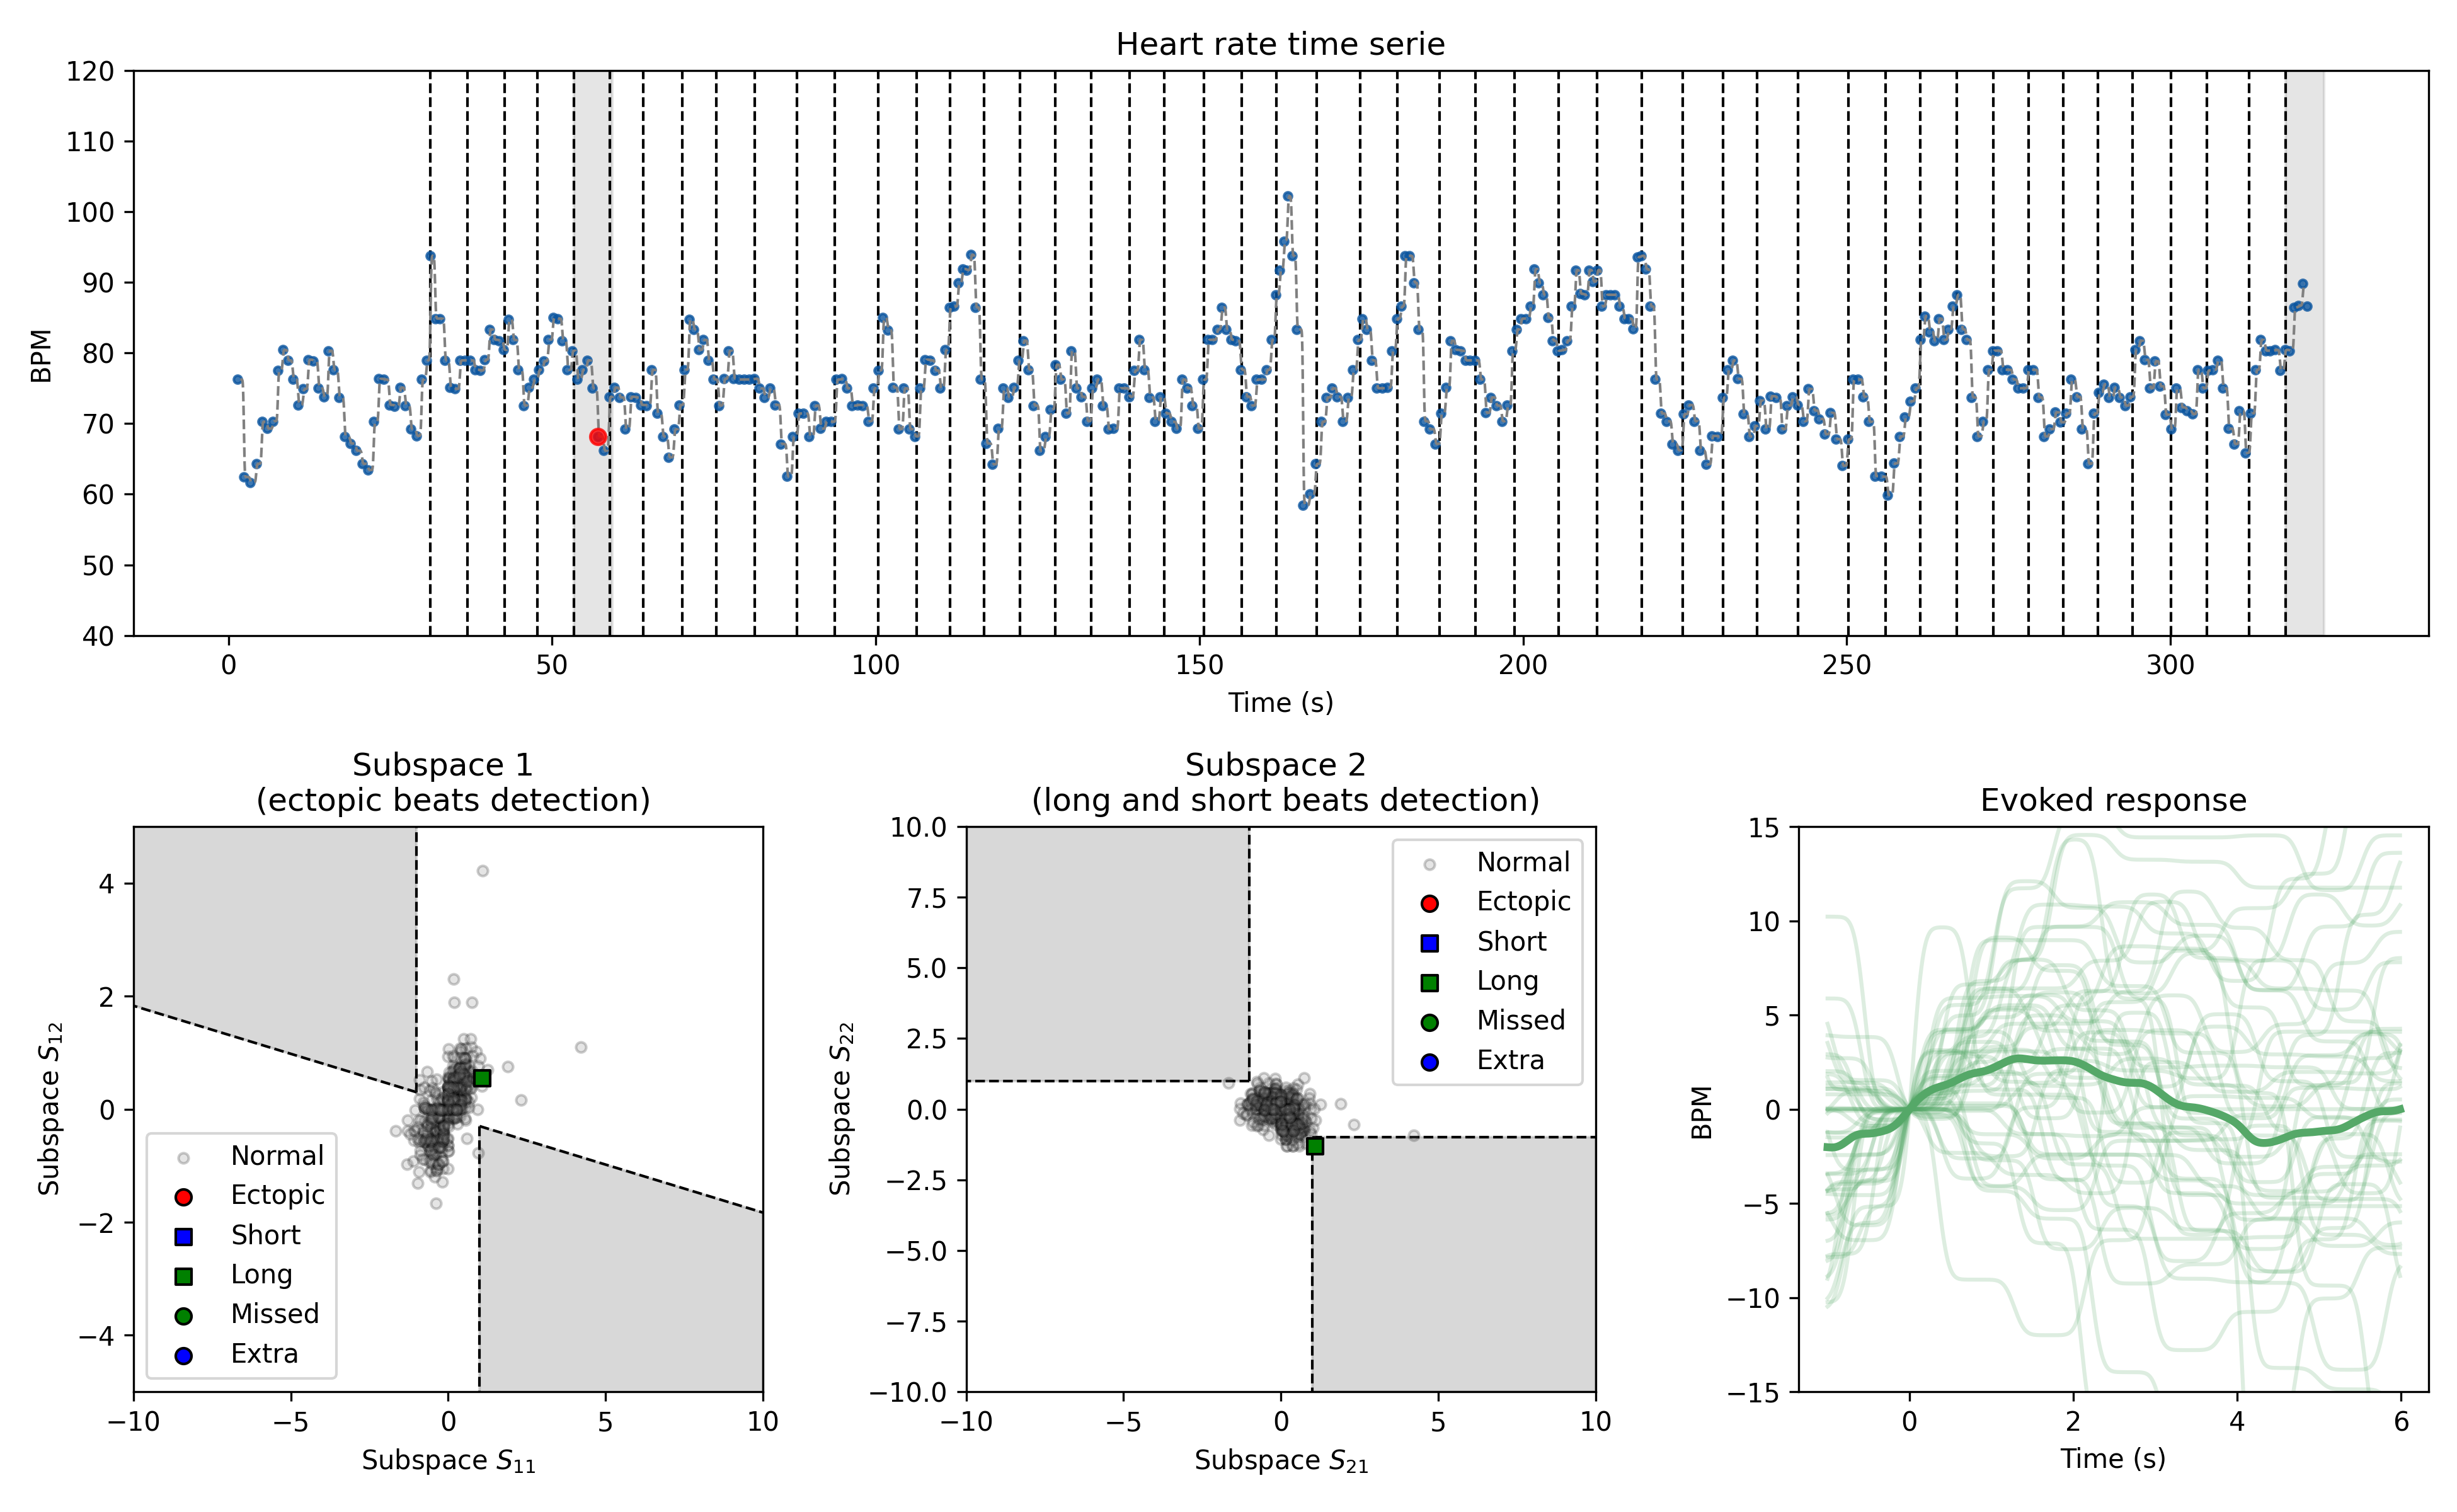 Heart rate time serie
120
110
100
90
80
70
60
50
40
BPM
0 50 100 150 200 250 300
Time (s)
Subspace 1
(ectopic beats detection)
4
2
0
−2
−4
Subspace S₁₂
Normal
Ectopic
Short
Long
Missed
Extra
−10 −5 0 5 10
Subspace S₁₁
Subspace 2
(long and short beats detection)
10.0
7.5
5.0
2.5
0.0
−2.5
−5.0
−7.5
−10.0
Subspace S₂₂
Normal
Ectopic
Short
Long
Missed
Extra
−10 −5 0 5 10
Subspace S₂₁
Evoked response
15
10
5
0
−5
−10
−15
BPM
0 2 4 6
Time (s)